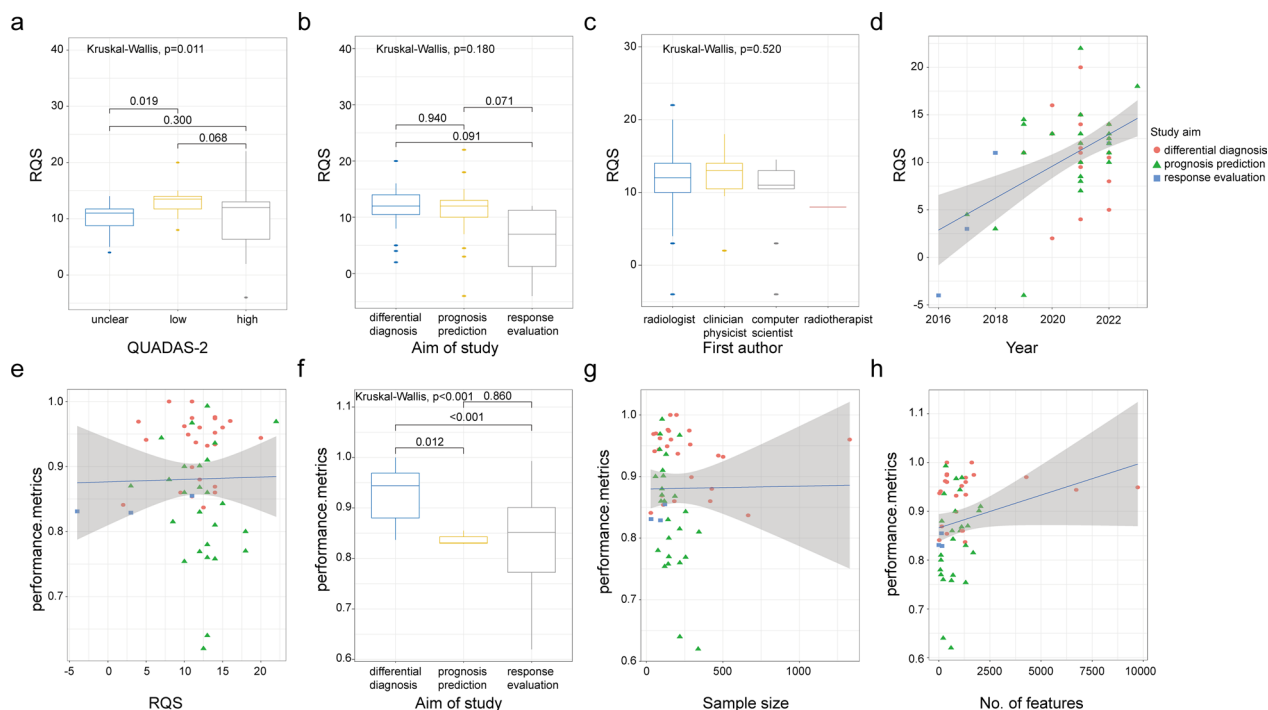 a
Kruskal-Wallis, p=0.011
0.019
0.300
0.068
40
30
20
10
0
RQS
unclear
low
high
QUADAS-2
b
Kruskal-Wallis, p=0.180
0.071
0.940
0.091
40
30
20
10
0
RQS
differential
diagnosis
prognosis
prediction
response
evaluation
Aim of study
c
Kruskal-Wallis, p=0.520
30
20
10
0
RQS
radiologist
clinician
physicist
computer
scientist
radiotherapist
First author
d
20
15
10
5
0
-5
RQS
2016
2018
2020
2022
Year
Study aim
differential diagnosis
prognosis prediction
response evaluation
e
1.0
0.9
0.8
0.7
performance.metrics
-5
0
5
10
15
20
RQS
f
Kruskal-Wallis, p<0.001
0.860
<0.001
0.012
1.1
1.0
0.9
0.8
0.7
0.6
performance.metrics
differential
diagnosis
prognosis
prediction
response
evaluation
Aim of study
g
1.0
0.9
0.8
0.7
0.6
performance.metrics
0
500
1000
Sample size
h
1.1
1.0
0.9
0.8
0.7
0.6
performance.metrics
0
2500
5000
7500
10000
No. of features